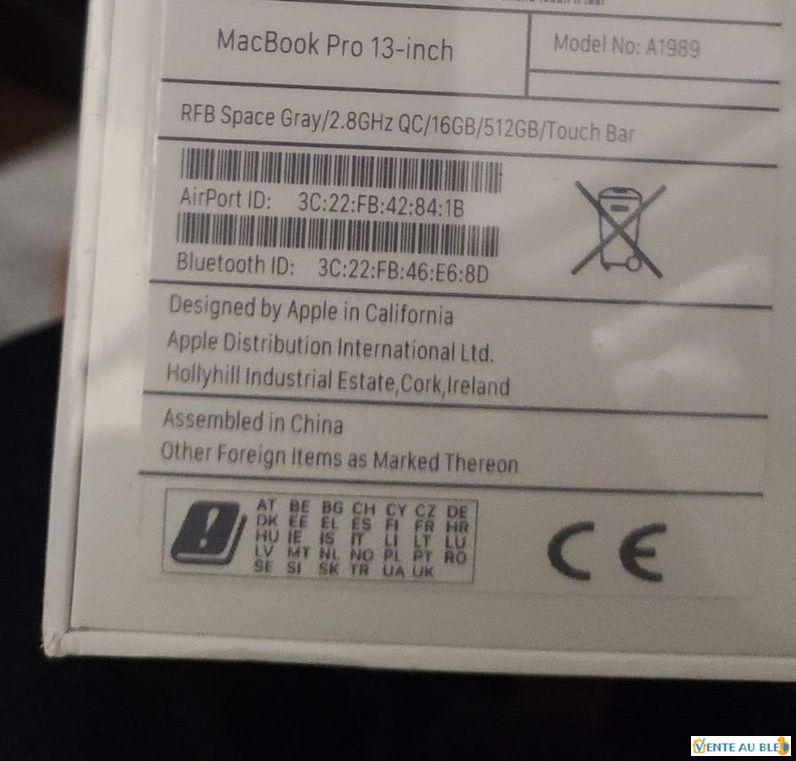 MacBook Pro 13-inch
Model No: A1989
RFB Space Gray/2.8GHz QC/16GB/512GB/Touch Bar
AirPort ID: 3C:22:FB:42:84:1B
Bluetooth ID: 3C:22:FB:46:E6:8D
Designed by Apple in California
Apple Distribution International Ltd.
Hollyhill Industrial Estate,Cork,Ireland
Assembled in China
Other Foreign Items as Marked Thereon
AT BE BG CH CY CZ DE
DK EE EL ES FI FR HR
HU IE IS IT LI LT LU
LV MT NL NO PL PT RO
SE SI SK TR UA UK
CE
VENTE AU BLED